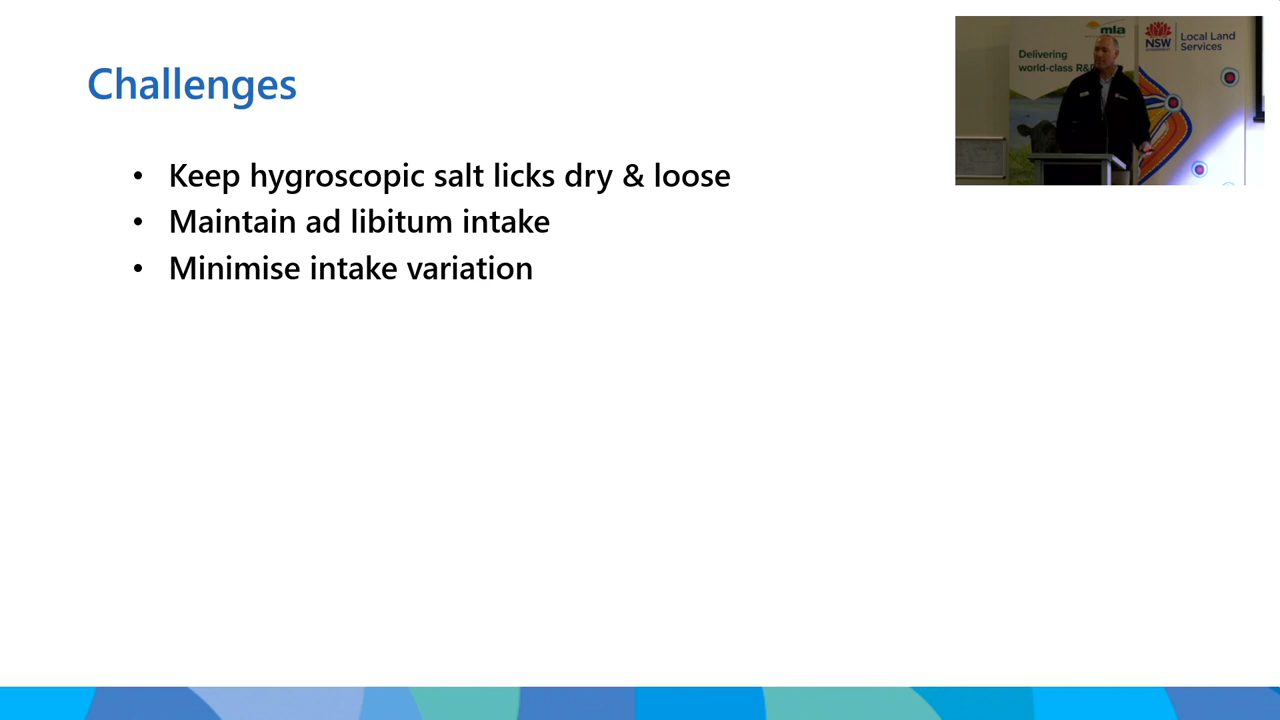 Challenges
• Keep hygroscopic salt licks dry & loose
• Maintain ad libitum intake
• Minimise intake variation
mla
Delivering
world-class R&
NSW
Local Land
Services